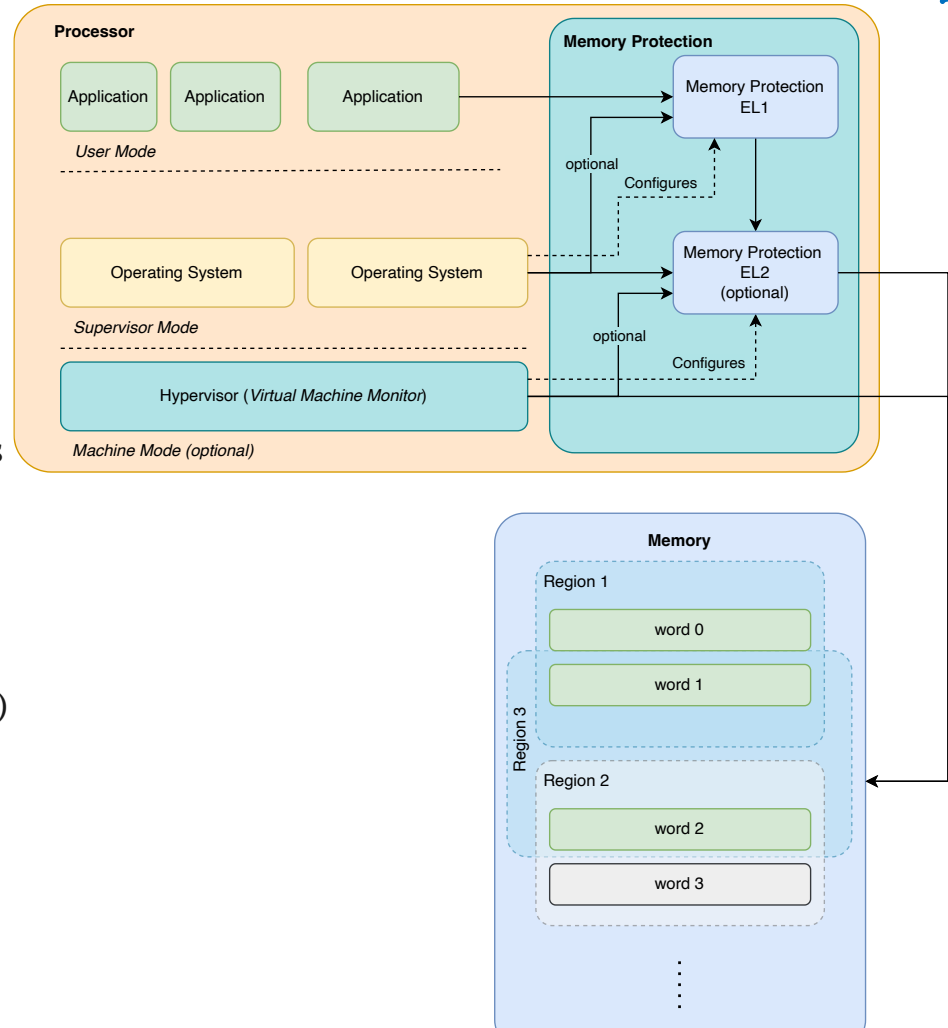 Processor
Memory Protection
Application
Application
Application
Memory Protection
EL1
User Mode
optional
Configures
Operating System
Operating System
Memory Protection
EL2
(optional)
Supervisor Mode
optional
Configures
Hypervisor (Virtual Machine Monitor)
Machine Mode (optional)
s
Memory
Region 1
word 0
word 1
)
Region 3
Region 2
word 2
word 3